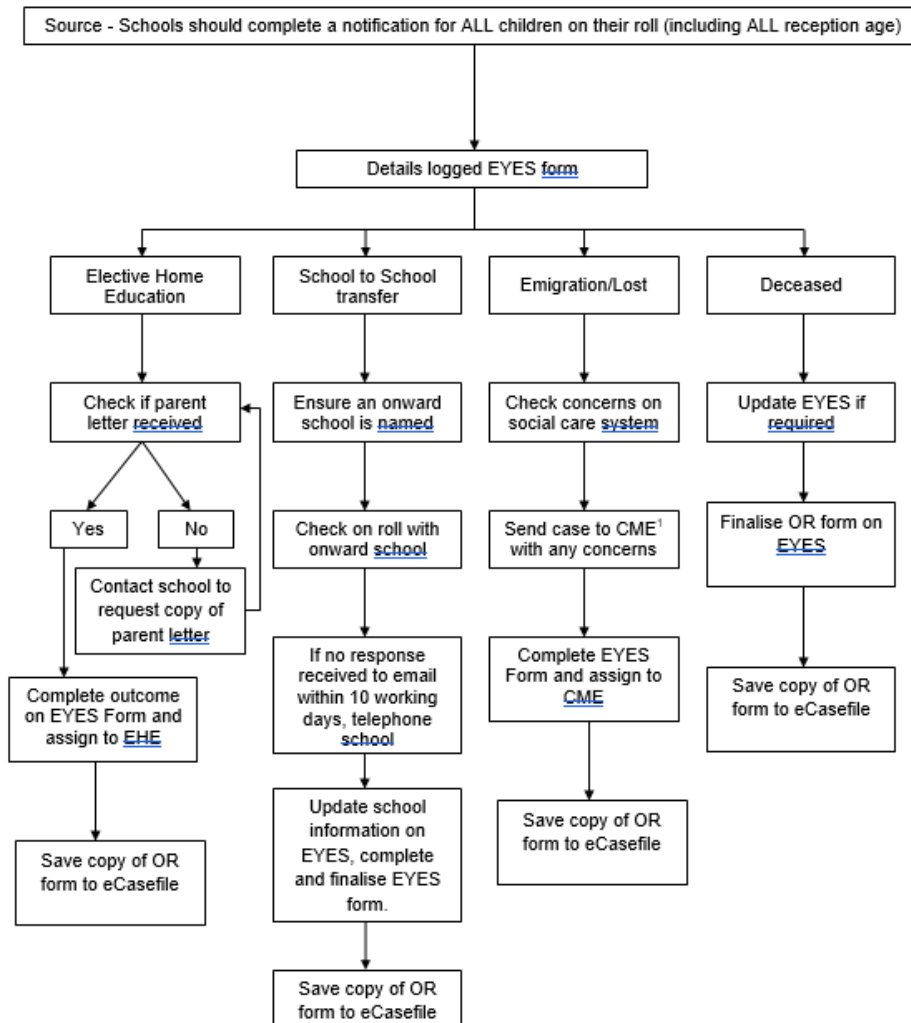 Source - Schools should complete a notification for ALL children on their roll (including ALL reception age)
Details logged EYES form
Elective Home
Education
School to School
transfer
Emigration/Lost
Deceased
Check if parent
letter received
Ensure an onward
school is named
Check concerns on
social care system
Update EYES if
required
Yes
No
Check on roll with
onward school
Send case to CME¹
with any concerns
Finalise OR form on
EYES
Contact school to
request copy of
parent letter
If no response
received to email
within 10 working
days, telephone
school
Complete EYES
Form and assign to
CME
Save copy of OR
form to eCasefile
Complete outcome
on EYES Form and
assign to EHE
Update school
information on
EYES, complete
and finalise EYES
form.
Save copy of OR
form to eCasefile
Save copy of OR
form to eCasefile
Save copy of OR
form to eCasefile